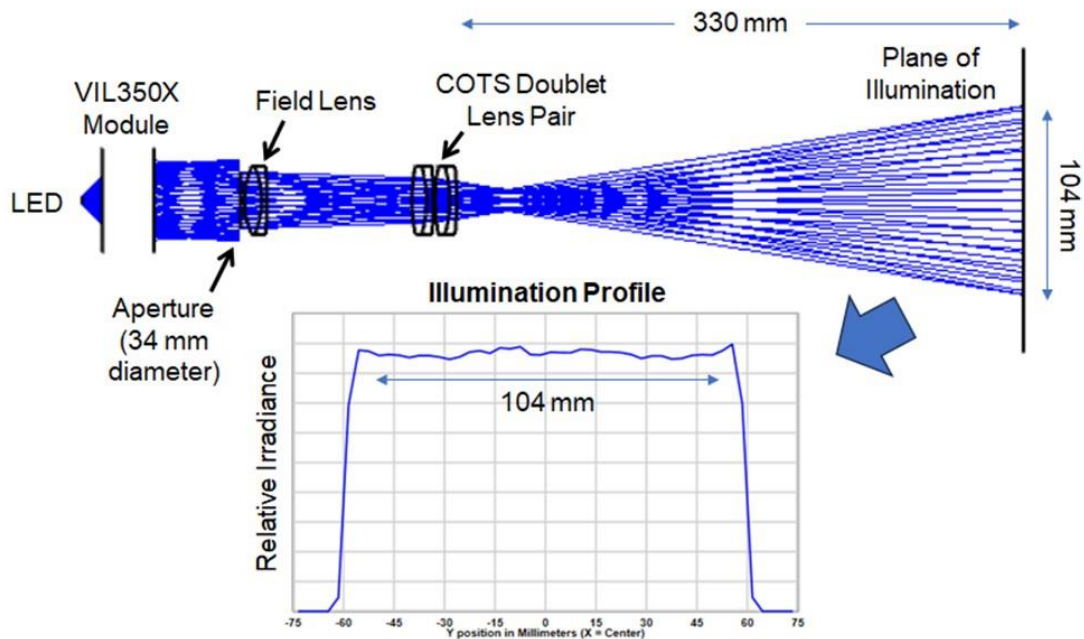 330 mm
Plane of
Illumination
VIL350X
Module
Field Lens
COTS Doublet
Lens Pair
LED
104 mm
Aperture
(34 mm
diameter)
Illumination Profile
Relative Irradiance
104 mm
-75 -60 -45 -30 -15 0 15 30 45 60 75
Y position in Millimeters (X = Center)